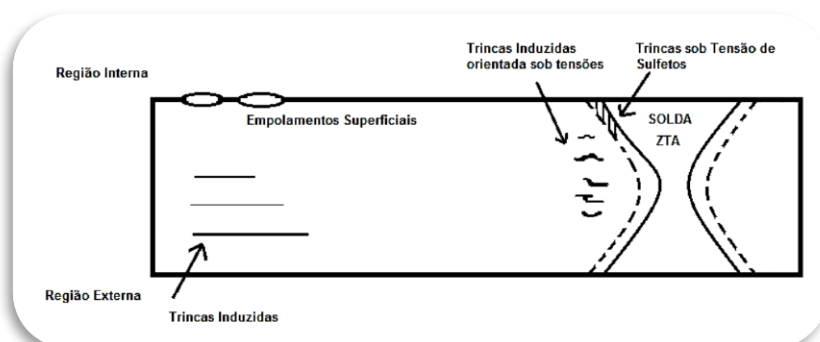 Trincas Induzidas
orientada sob tensões
Trincas sob Tensão de
Sulfetos
Região Interna
Empolamentos Superficiais
SOLDA
ZTA
Região Externa
Trincas Induzidas